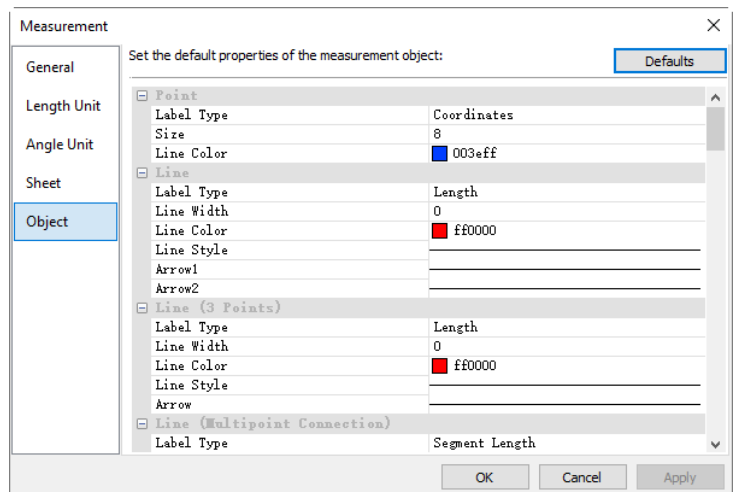 Measurement
General
Length Unit
Angle Unit
Sheet
Object
Set the default properties of the measurement object:
Defaults
Point
Label Type Coordinates
Size 8
Line Color 003eff
Line
Label Type Length
Line Width 0
Line Color ff0000
Line Style
Arrow1
Arrow2
Line (3 Points)
Label Type Length
Line Width 0
Line Color ff0000
Line Style
Arrow
Line (Multipoint Connection)
Label Type Segment Length
OK Cancel Apply